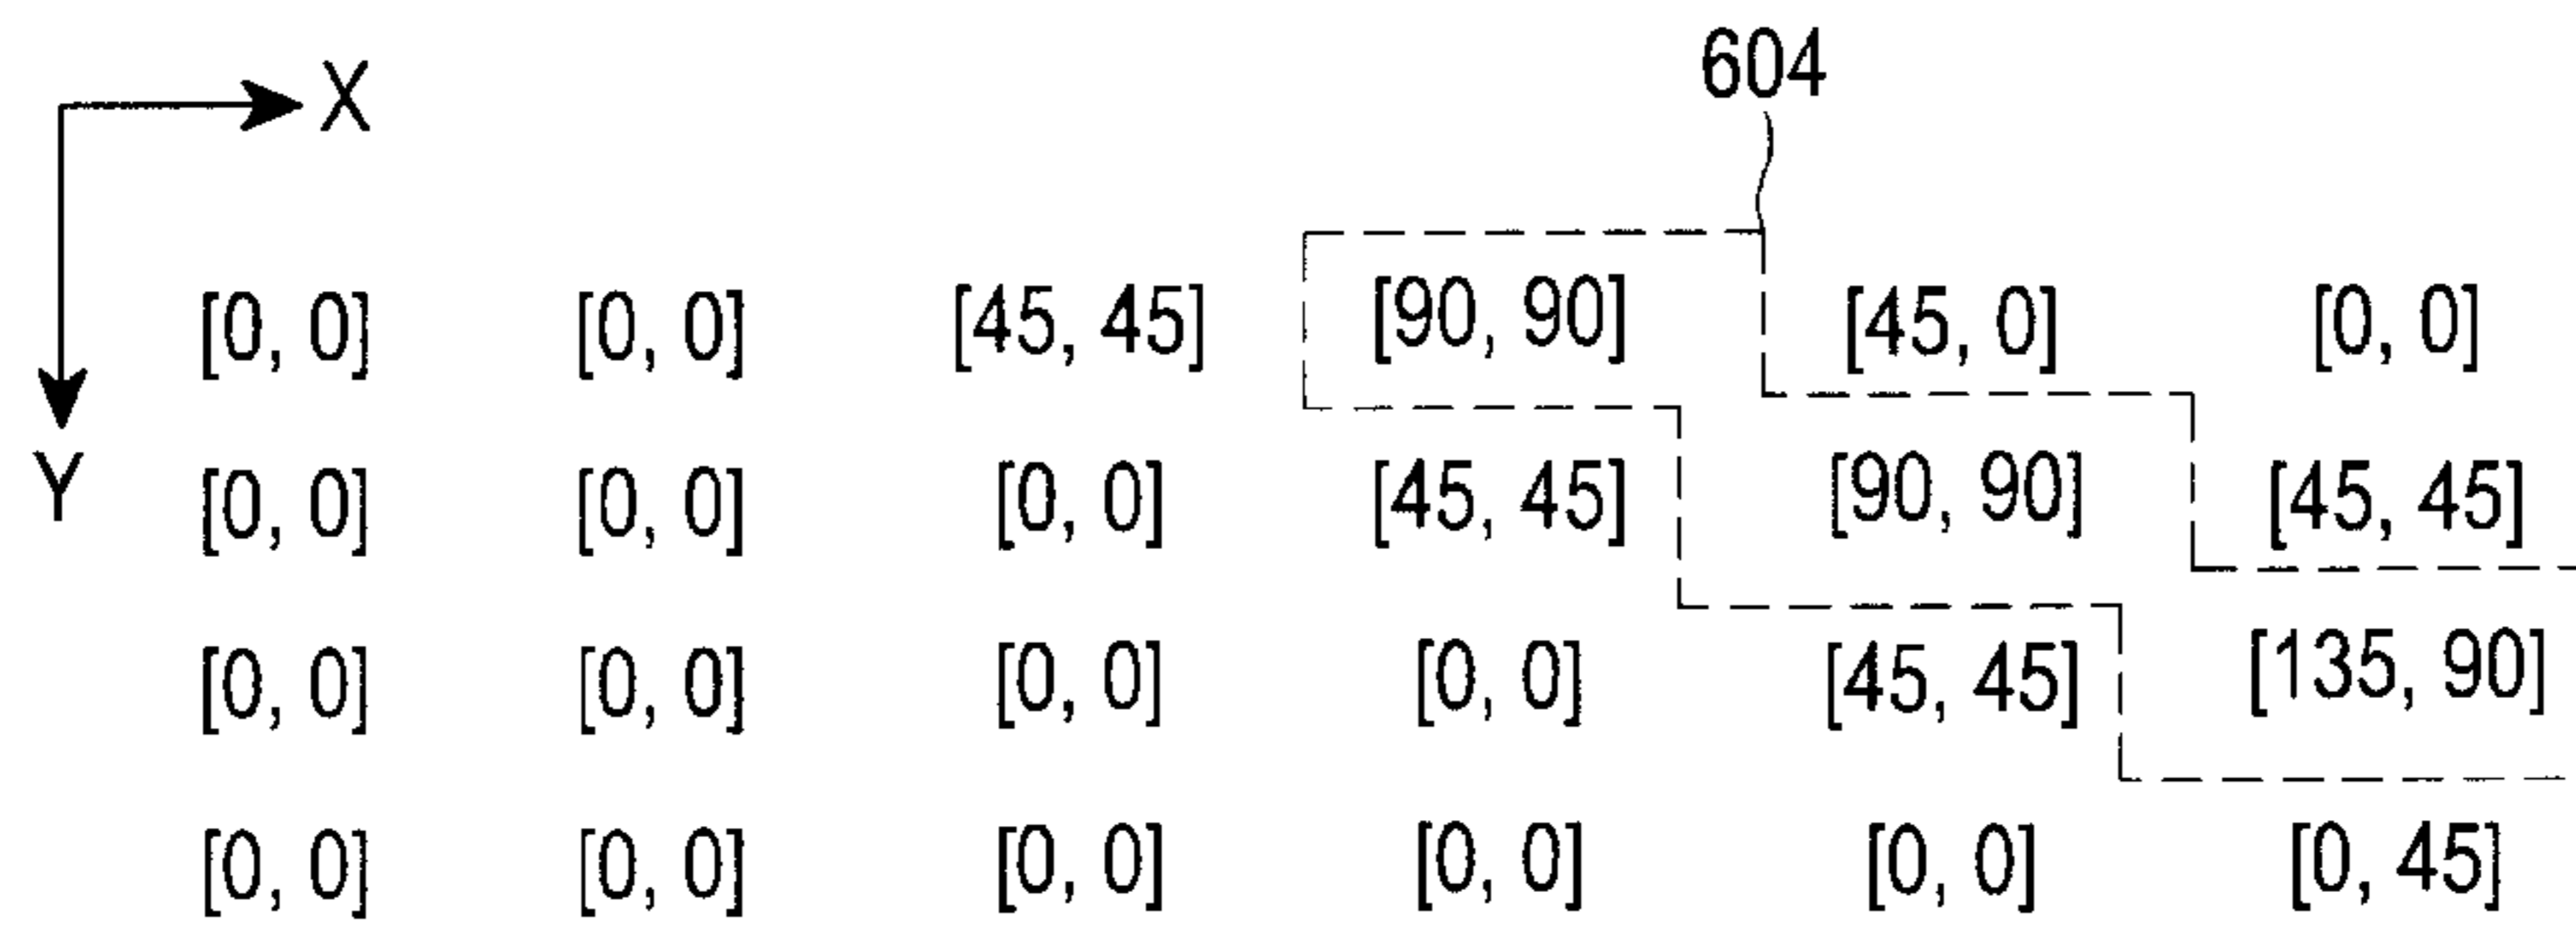 604
X
[0, 0] [0, 0] [45, 45] [90, 90] [45, 0] [0, 0]
Y [0, 0] [0, 0] [0, 0] [45, 45] [90, 90] [45, 45]
[0, 0] [0, 0] [0, 0] [0, 0] [45, 45] [135, 90]
[0, 0] [0, 0] [0, 0] [0, 0] [0, 0] [0, 45]